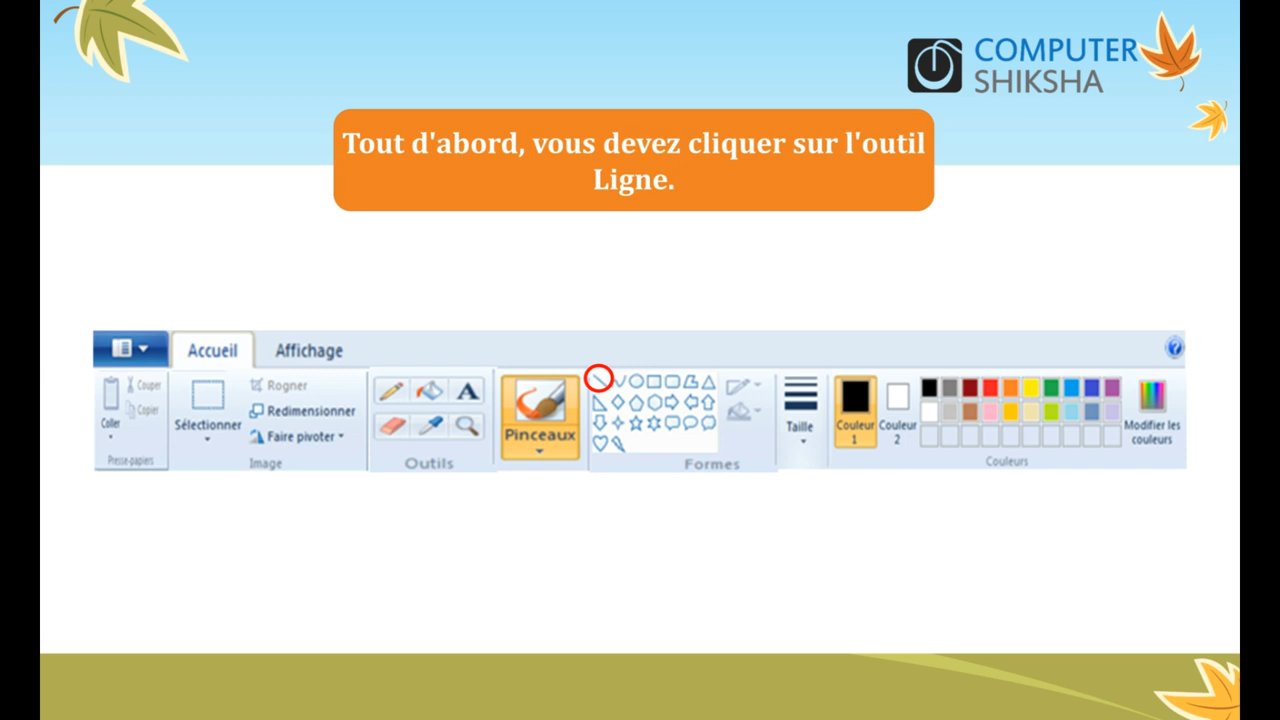 COMPUTER
SHIKSHA
Tout d'abord, vous devez cliquer sur l'outil
Ligne.
Accueil
Affichage
Coller
Couper
Copier
Presse-papiers
Sélectionner
Rogner
Redimensionner
Faire pivoter
Image
A
Outils
Pinceaux
Formes
Taille
Couleur
1
Couleur
2
Modifier les
couleurs
Couleurs